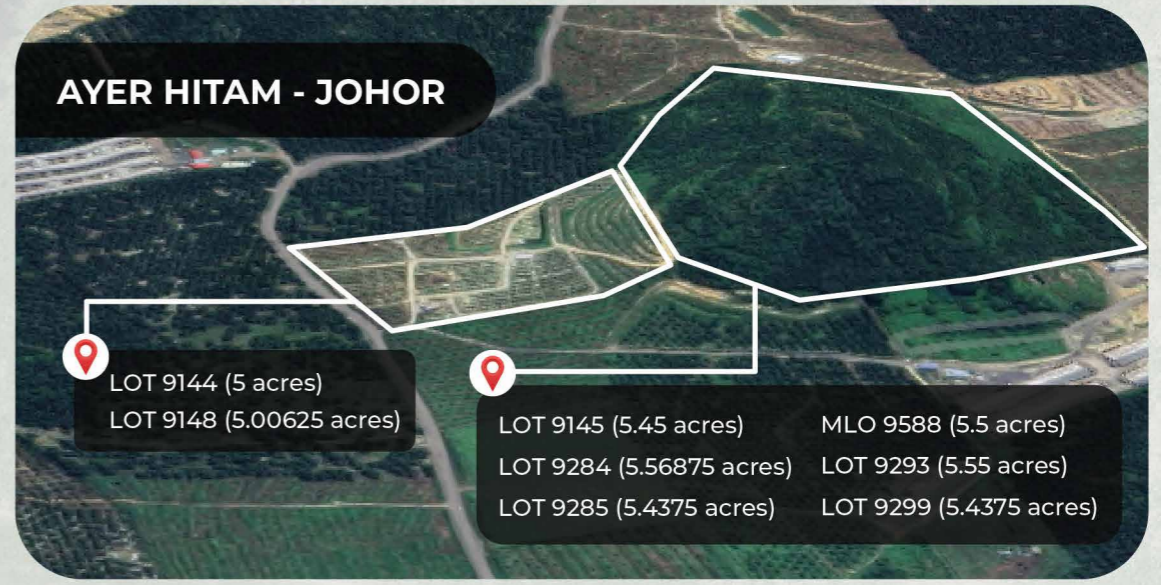 AYER HITAM - JOHOR
LOT 9144 (5 acres)
LOT 9148 (5.00625 acres)
LOT 9145 (5.45 acres)
LOT 9284 (5.56875 acres)
LOT 9285 (5.4375 acres)
MLO 9588 (5.5 acres)
LOT 9293 (5.55 acres)
LOT 9299 (5.4375 acres)